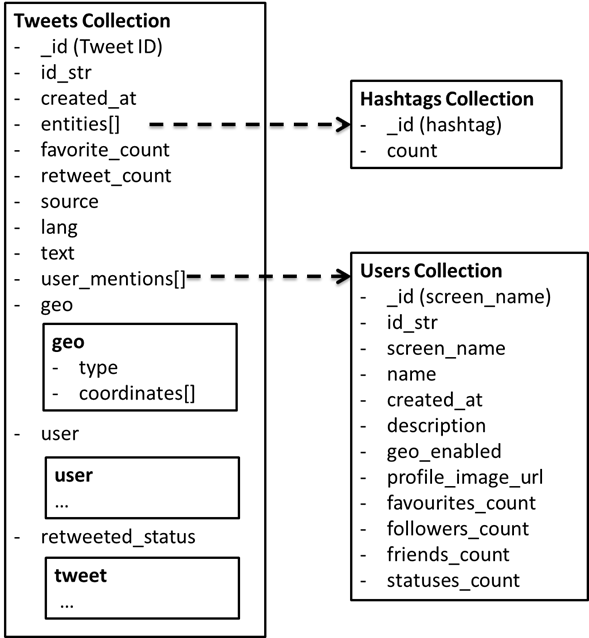 Tweets Collection
- _id (Tweet ID)
- id_str
- created_at
- entities[]
- favorite_count
- retweet_count
- source
- lang
- text
- user_mentions[]
- geo
geo
- type
- coordinates[]
- user
user
...
- retweeted_status
tweet
...
Hashtags Collection
- _id (hashtag)
- count
Users Collection
- _id (screen_name)
- id_str
- screen_name
- name
- created_at
- description
- geo_enabled
- profile_image_url
- favourites_count
- followers_count
- friends_count
- statuses_count